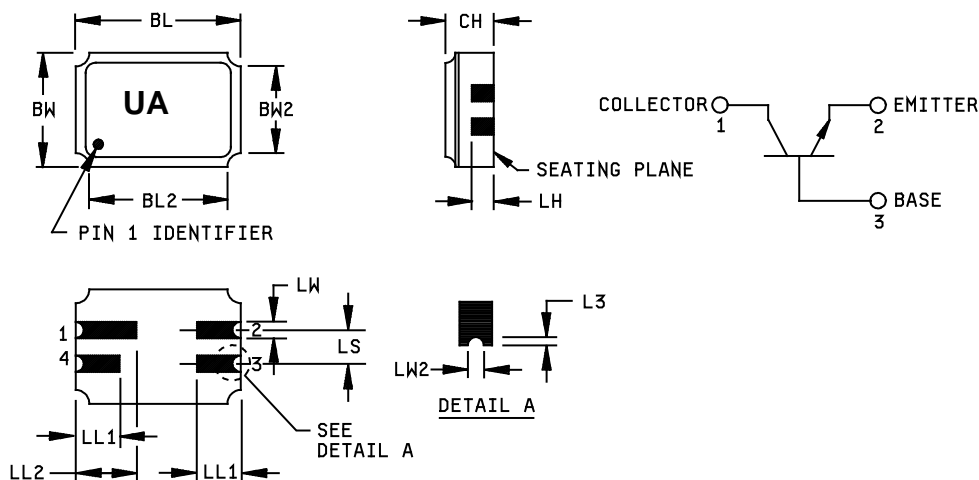 BL
CH
BW
UA
BW2
BL2
PIN 1 IDENTIFIER
SEATING PLANE
LH
COLLECTOR
1
EMITTER
2
BASE
3
LW
1
2
LS
4
3
LL1
LL2
LL1
SEE
DETAIL A
L3
LW2
DETAIL A